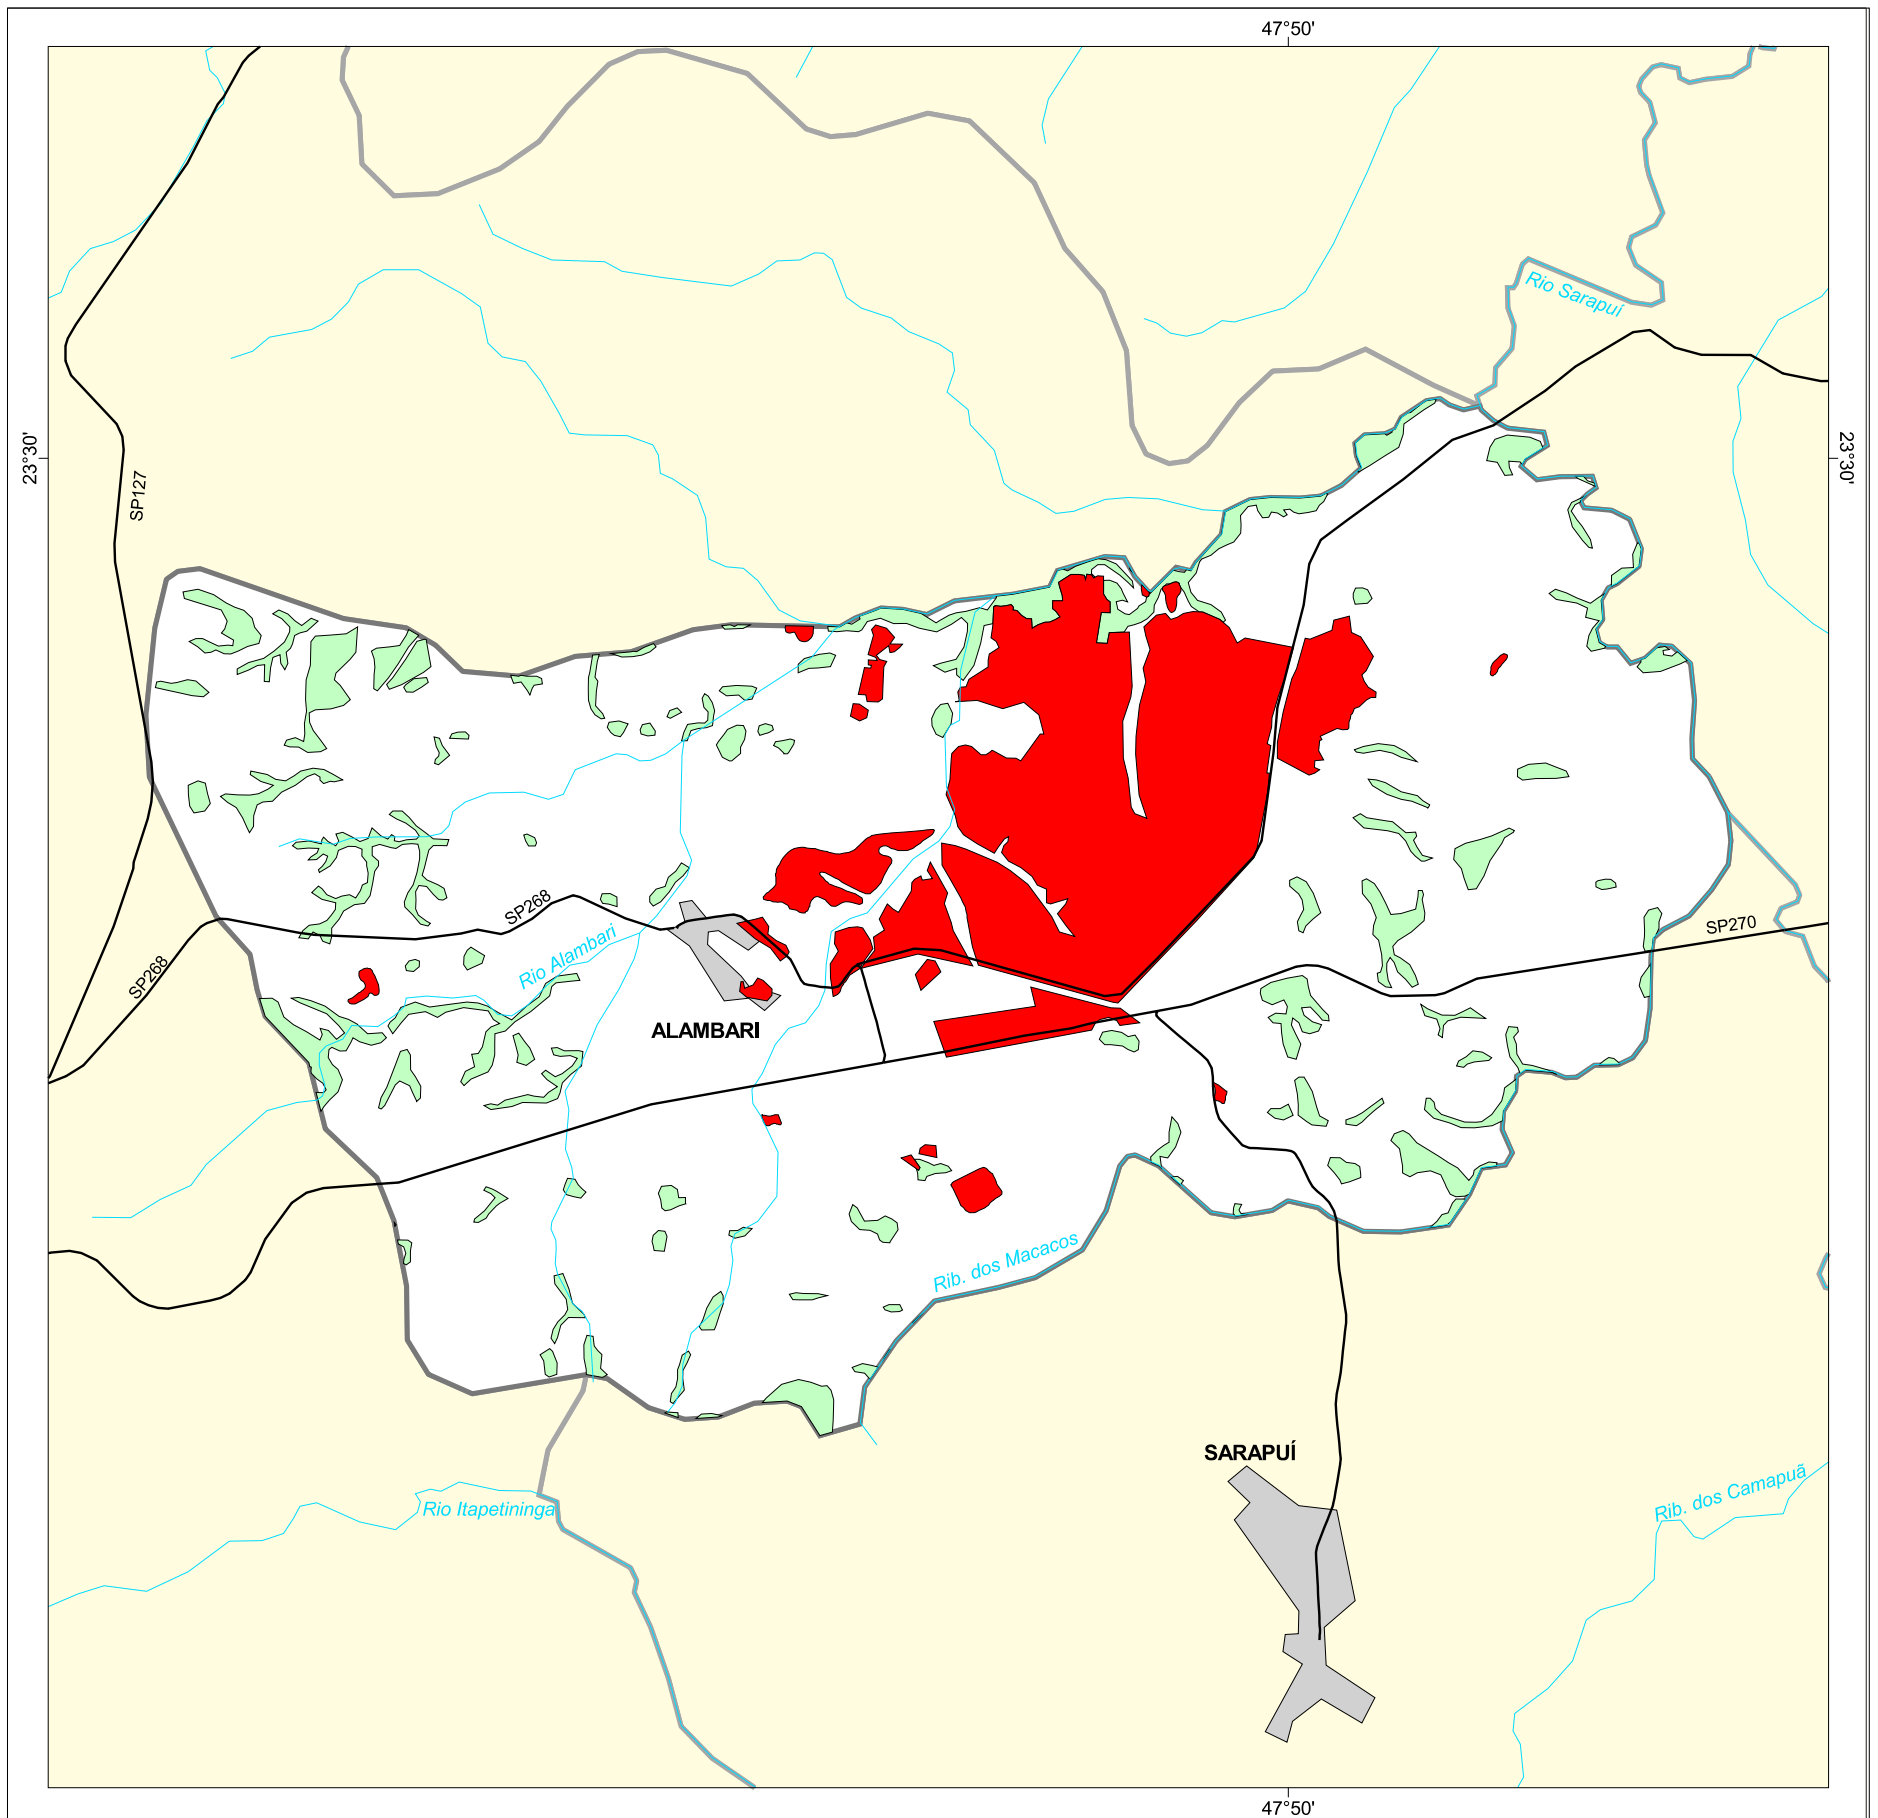 47°50'
Rio Sarapuí
23°30'
23°30'
SP127
SP268
SP270
Rio Alambari
SP268
ALAMBARI
Rib. dos Macacos
SARAPUÍ
Rio Itapetininga
Rib. dos Camapuã
47°50'